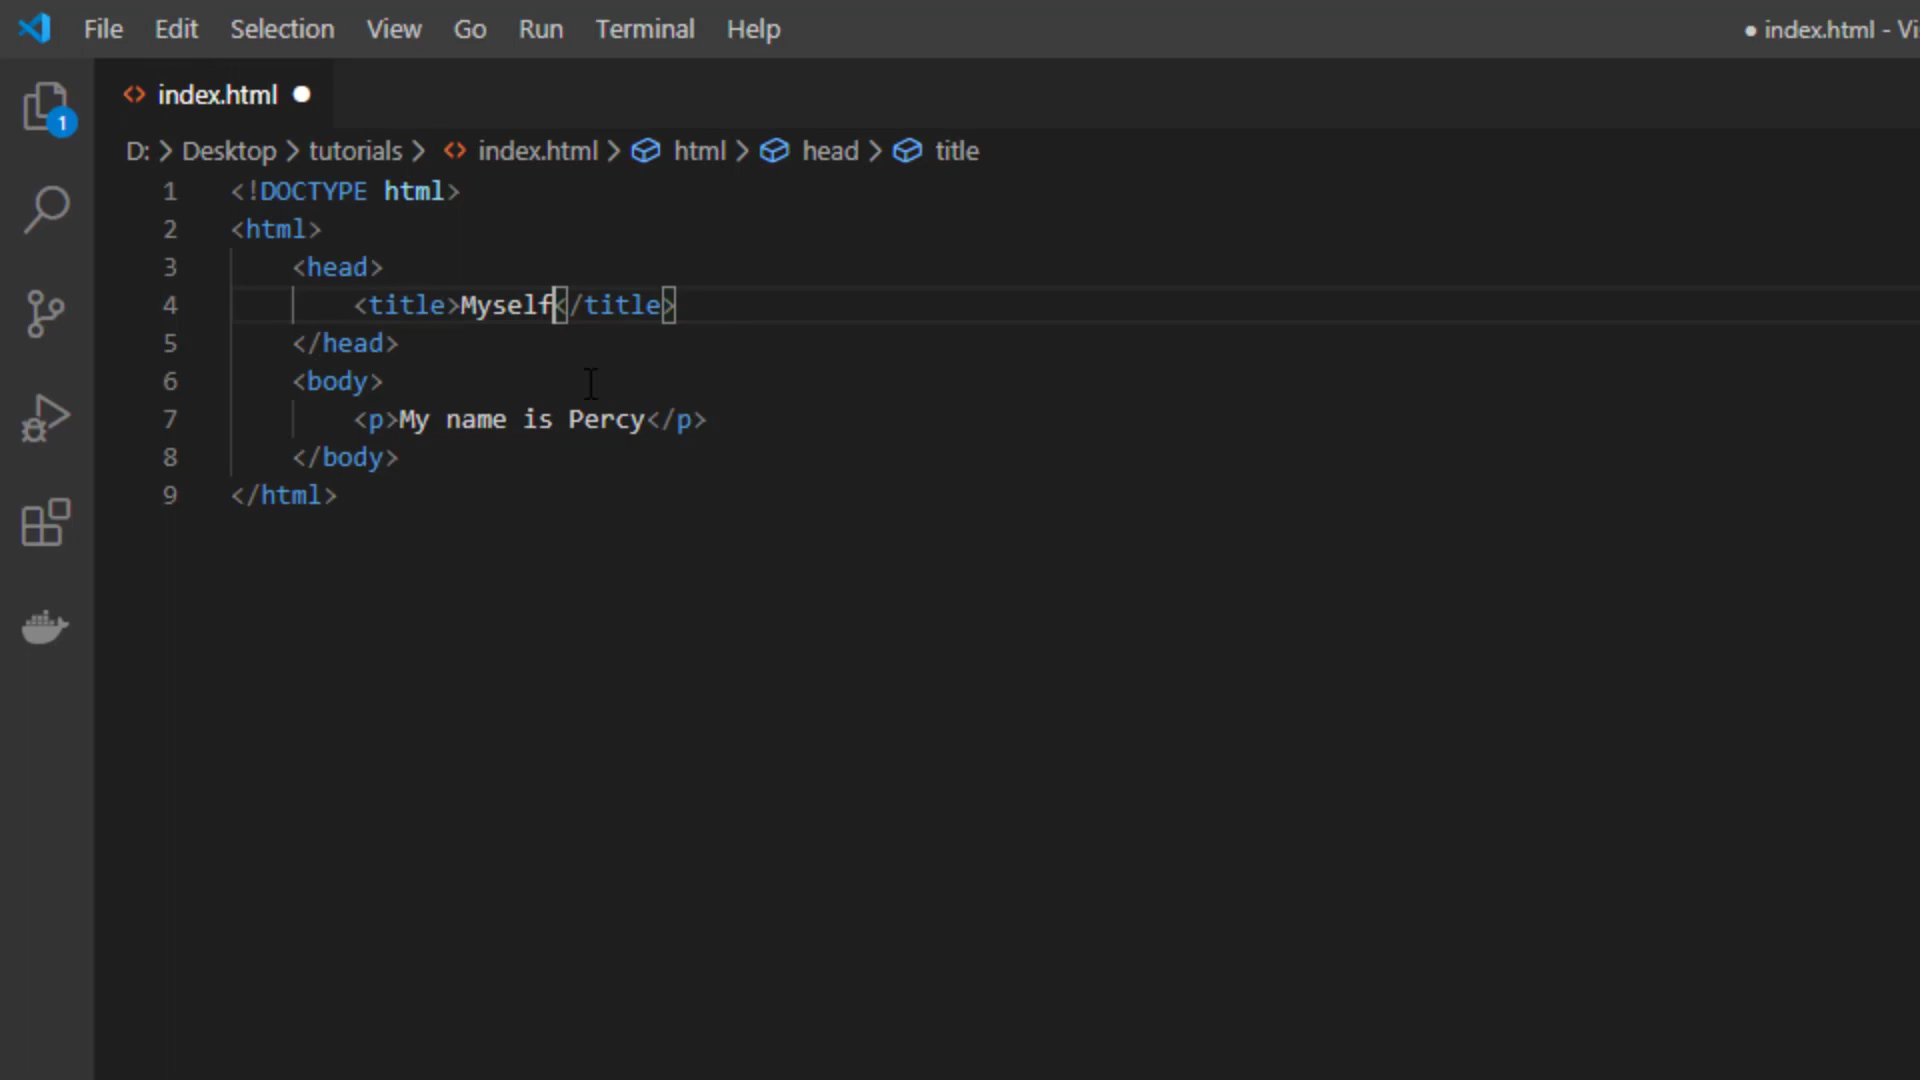 File Edit Selection View Go Run Terminal Help ● index.html - Vi
index.html ●
1
D: > Desktop > tutorials > <> index.html > html > head > title
1 <!DOCTYPE html>
2 <html>
3 <head>
4 <title>Myself</title>
5 </head>
6 <body>
7 <p>My name is Percy</p>
8 </body>
9 </html>